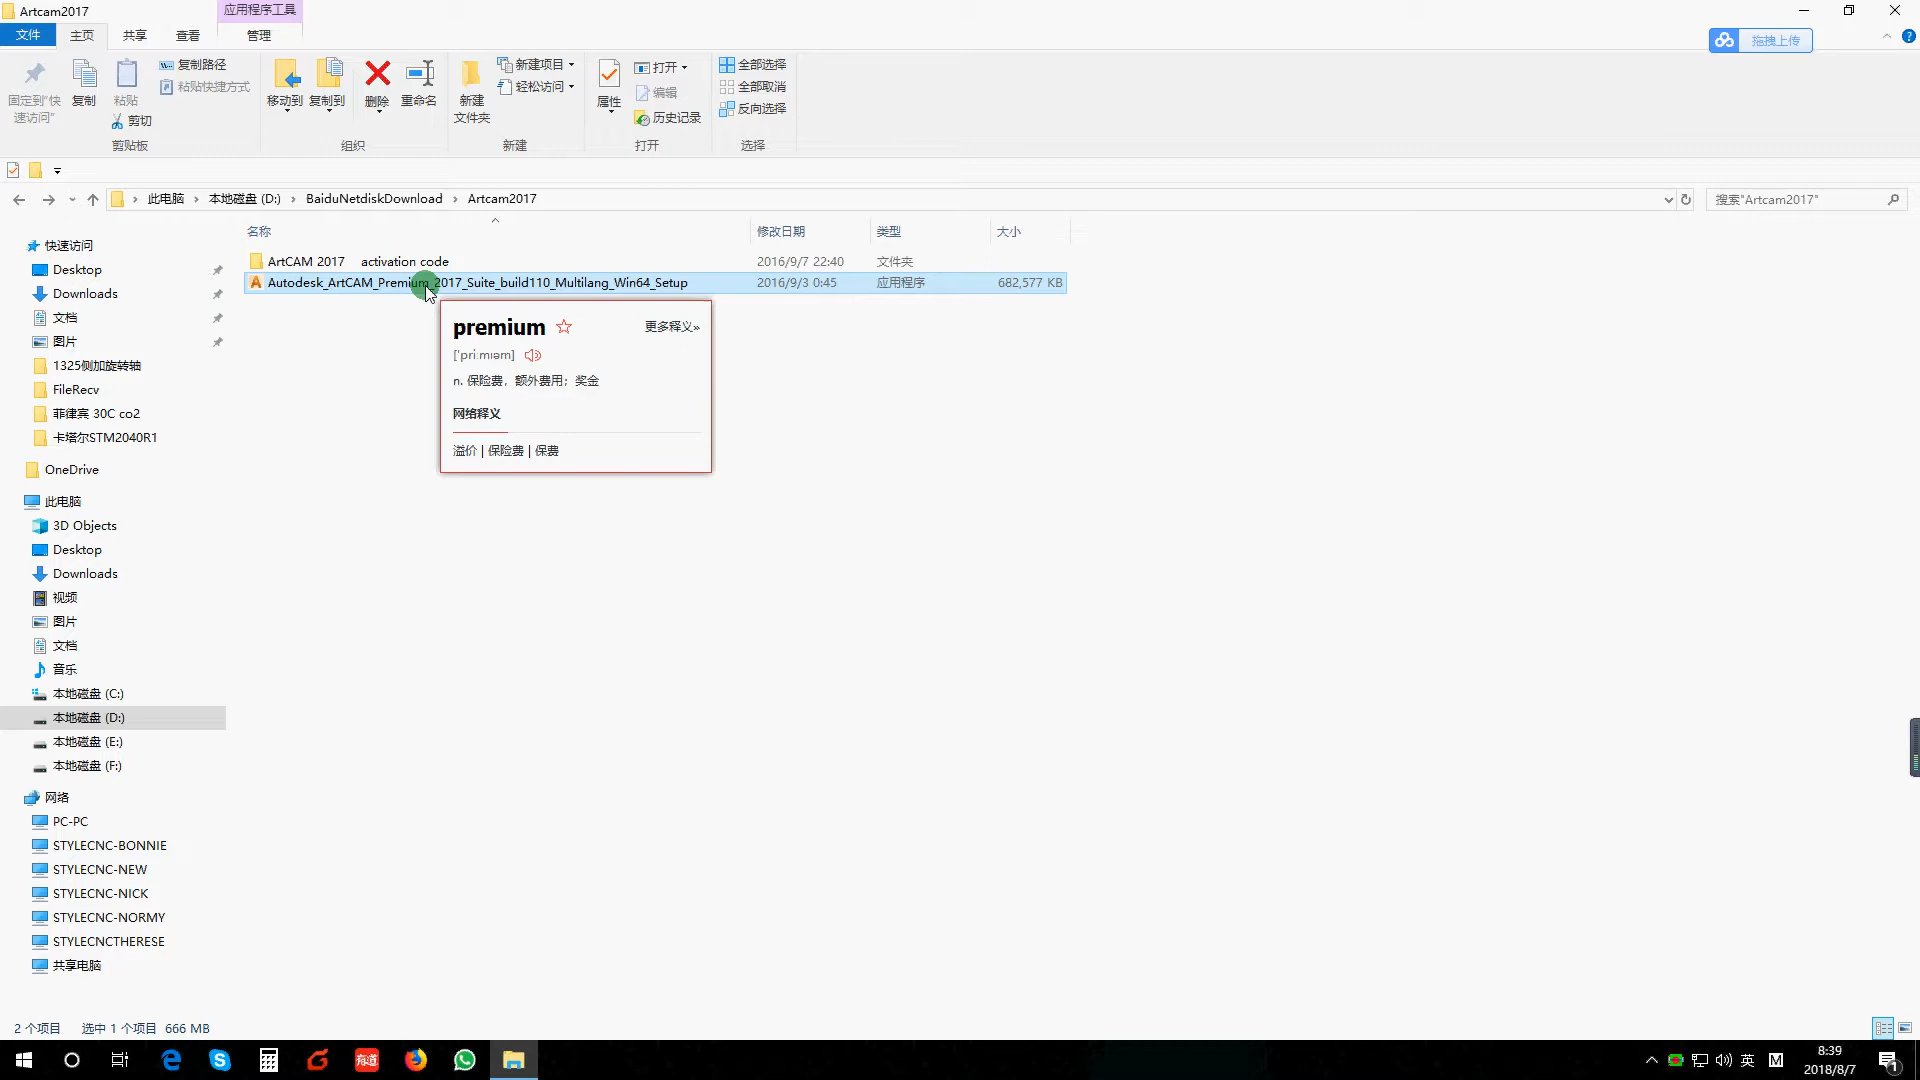 Artcam2017
应用程序工具
文件
主页
共享
查看
管理
拖拽上传
固定到"快
速访问"
复制
粘贴
复制路径
粘贴快捷方式
剪切
剪贴板
移动到
复制到
删除
重命名
组织
新建
文件夹
新建项目
轻松访问
新建
属性
打开
编辑
历史记录
打开
全部选择
全部取消
反向选择
选择
此电脑 › 本地磁盘 (D:) › BaiduNetdiskDownload › Artcam2017
搜索"Artcam2017"
名称 修改日期 类型 大小
ArtCAM 2017 activation code 2016/9/7 22:40 文件夹
Autodesk_ArtCAM_Premium_2017_Suite_build110_Multilang_Win64_Setup 2016/9/3 0:45 应用程序 682,577 KB
premium
更多释义»
['pri:mɪəm]
n. 保险费，额外费用；奖金
网络释义
溢价 | 保险费 | 保费
快速访问
Desktop
Downloads
文档
图片
1325侧加旋转轴
FileRecv
菲律宾 30C co2
卡塔尔STM2040R1
OneDrive
此电脑
3D Objects
Desktop
Downloads
视频
图片
文档
音乐
本地磁盘 (C:)
本地磁盘 (D:)
本地磁盘 (E:)
本地磁盘 (F:)
网络
PC-PC
STYLECNC-BONNIE
STYLECNC-NEW
STYLECNC-NICK
STYLECNC-NORMY
STYLECNCTHERESE
共享电脑
2 个项目 选中 1 个项目 666 MB
有道
英
M
8:39
2018/8/7
1